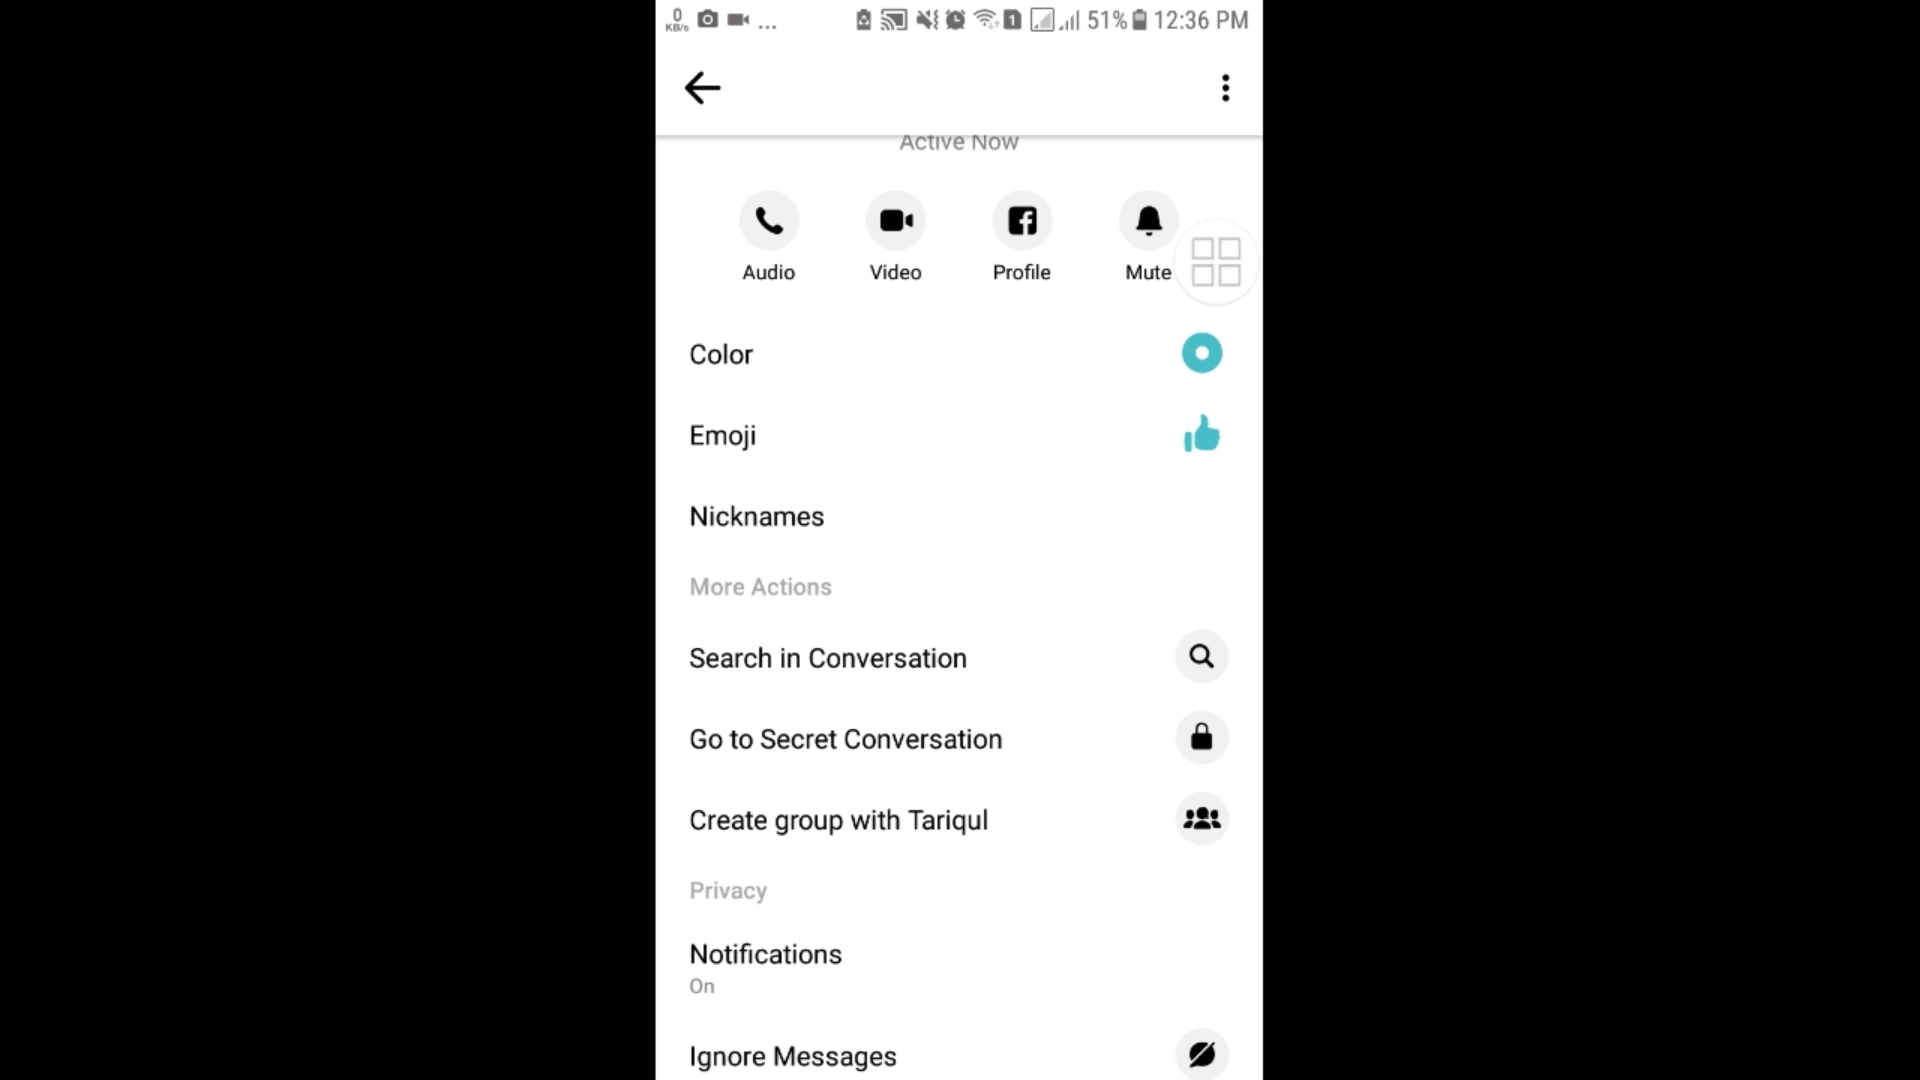 0
KB/s
... 1 51% 12:36 PM
Active Now
Audio Video Profile Mute
Color
Emoji
Nicknames
More Actions
Search in Conversation
Go to Secret Conversation
Create group with Tariqul
Privacy
Notifications
On
Ignore Messages